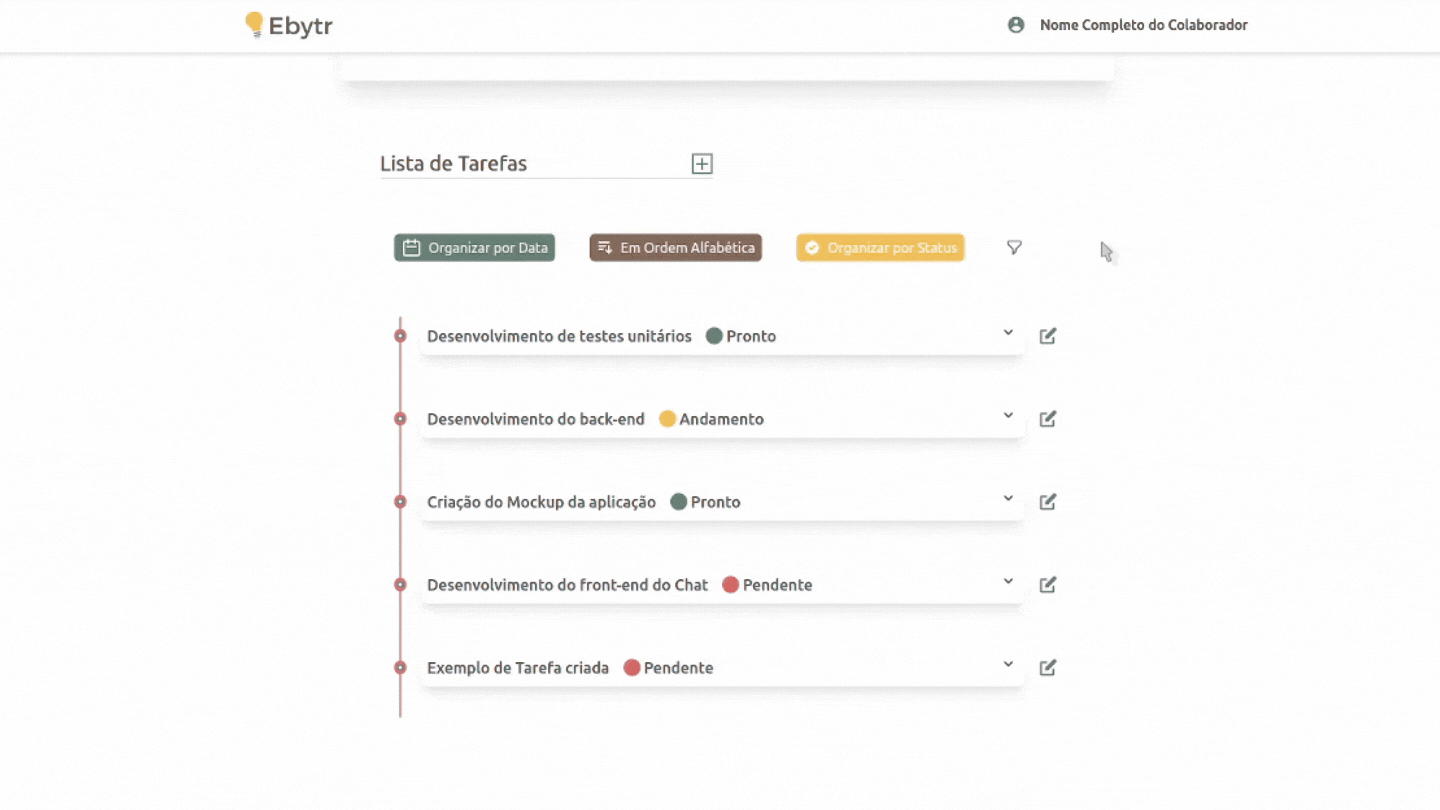 Ebytr
Nome Completo do Colaborador
Lista de Tarefas
Organizar por Data
Em Ordem Alfabética
Organizar por Status
Desenvolvimento de testes unitários Pronto
Desenvolvimento do back-end Andamento
Criação do Mockup da aplicação Pronto
Desenvolvimento do front-end do Chat Pendente
Exemplo de Tarefa criada Pendente